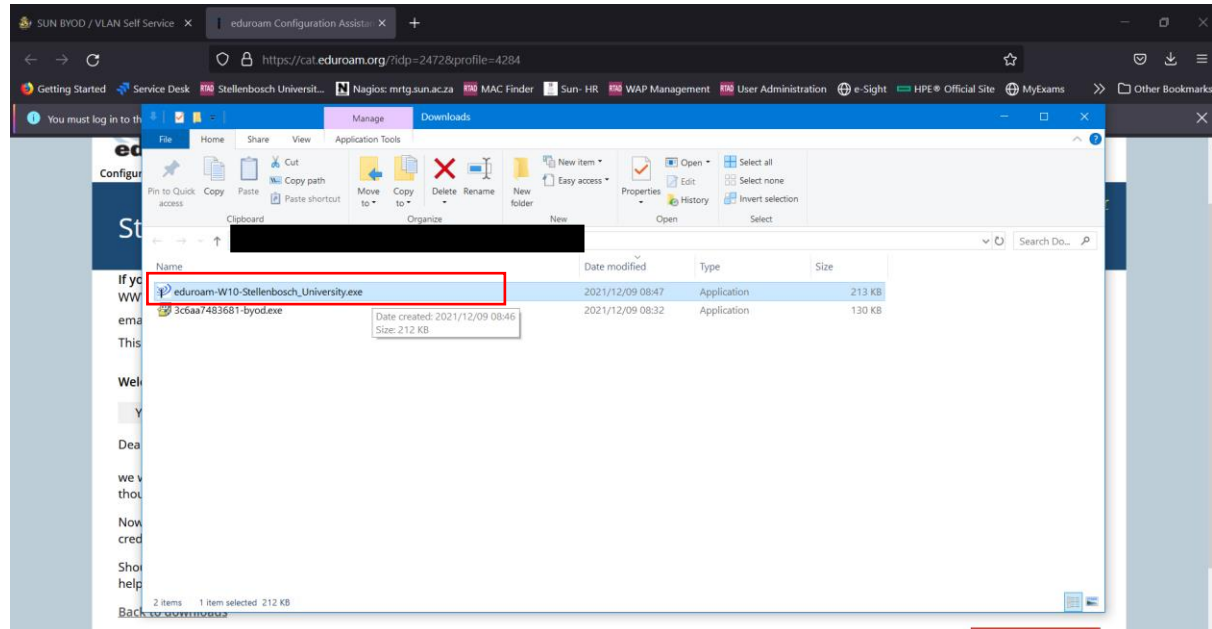 SUN BYOD / VLAN Self Service
eduroam Configuration Assistan
https://cat.eduroam.org/?idp=2472&profile=4284
Getting Started Service Desk Stellenbosch Universit... Nagios: mrtg.sun.ac.za MAC Finder Sun- HR WAP Management User Administration e-Sight HPE® Official Site MyExams Other Bookmarks
You must log in to th
Manage Downloads
File Home Share View Application Tools
Pin to Quick access
Copy
Paste
Cut
Copy path
Paste shortcut
Move to
Copy to
Delete
Rename
New folder
New item
Easy access
Properties
Open
Edit
History
Select all
Select none
Invert selection
Clipboard Organize New Open Select
Search Do...
Name Date modified Type Size
eduroam-W10-Stellenbosch_University.exe 2021/12/09 08:47 Application 213 KB
3c6aa7483681-byod.exe 2021/12/09 08:32 Application 130 KB
Date created: 2021/12/09 08:46
Size: 212 KB
2 items 1 item selected 212 KB
ed
Configur
St
If yo
WW
ema
This
Wel
Y
Dea
we v
thou
Now
cred
Shou
help
Back to downloads